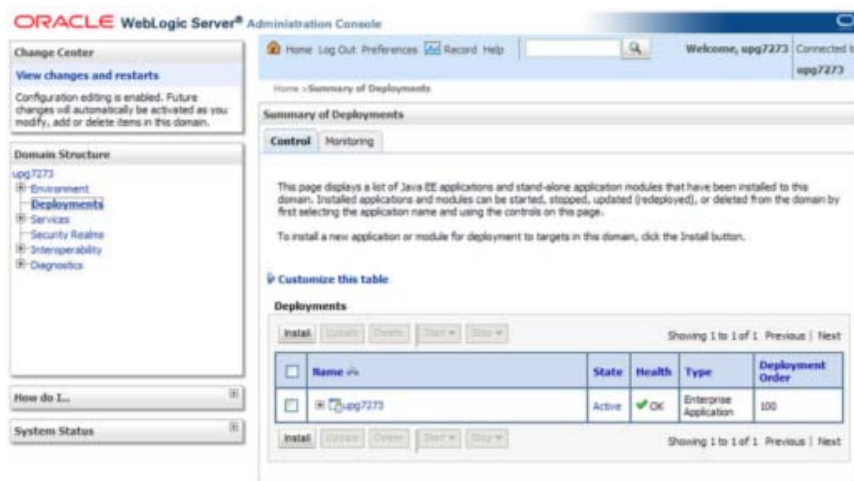 ORACLE WebLogic Server® Administration Console
Change Center
View changes and restarts
Configuration editing is enabled. Future
changes will automatically be activated as you
modify, add or delete items in this domain.
Domain Structure
upg7273
Environment
Deployments
Services
Security Realms
Interoperability
Diagnostics
How do I...
System Status
Home Log Out Preferences Record Help
Welcome, upg7273
Connected
upg7273
Home >Summary of Deployments
Summary of Deployments
Control Monitoring
This page displays a list of Java EE applications and stand-alone application modules that have been installed to this
domain. Installed applications and modules can be started, stopped, updated (redeployed), or deleted from the domain by
first selecting the application name and using the controls on this page.
To install a new application or module for deployment to targets in this domain, click the Install button.
Customize this table
Deployments
Install Update Delete Start Stop
Showing 1 to 1 of 1 Previous | Next
Name State Health Type Deployment Order
upg7273 Active OK Enterprise Application 100
Install Update Delete Start Stop
Showing 1 to 1 of 1 Previous | Next